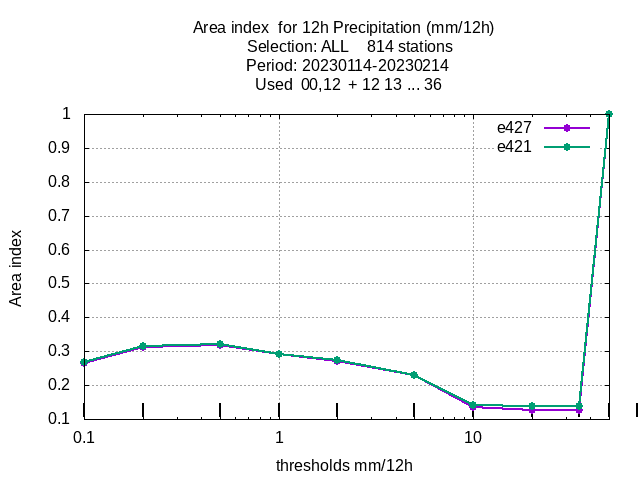 Area index  for 12h Precipitation (mm/12h)
Selection: ALL    814 stations
Period: 20230114-20230214
Used  00,12  + 12 13 ... 36
e427
e421
1
0.9
0.8
0.7
0.6
0.5
0.4
0.3
0.2
0.1
Area index
0.1 1 10
thresholds mm/12h